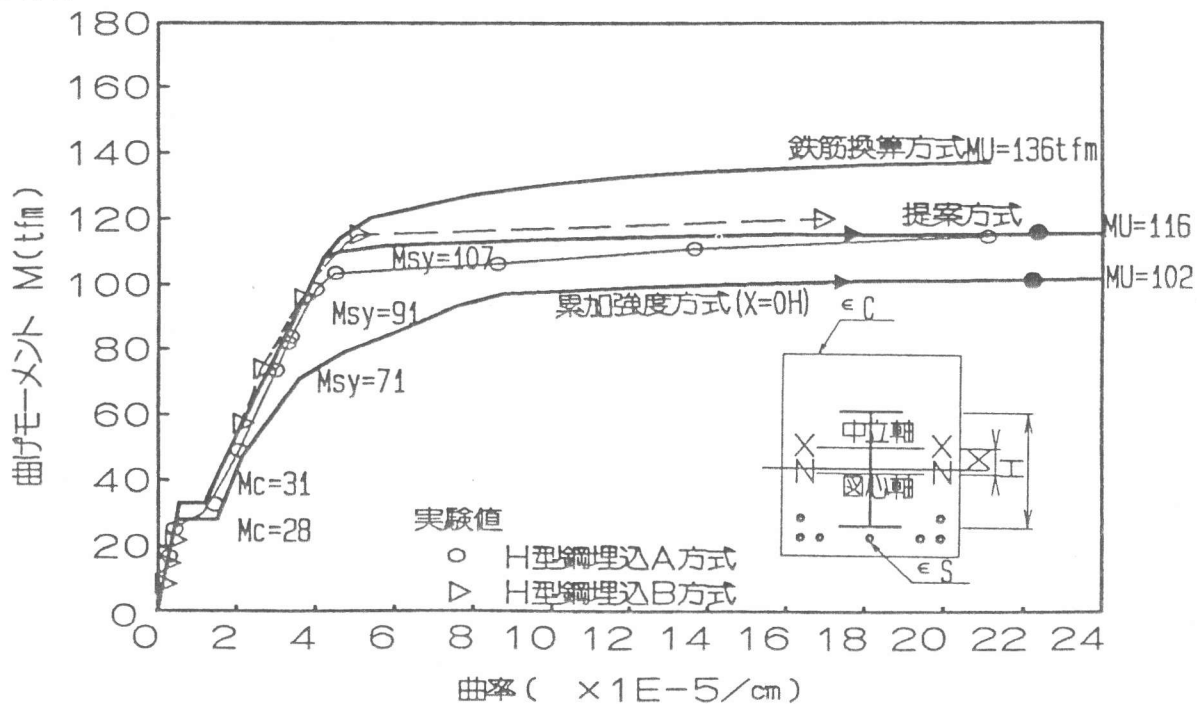 180
160
140
120
100
80
60
40
20
0
曲げモーメント M(tfm)
鉄筋換算方式MU=136tfm
提案方式
MU=116
Msy=107
MU=102
累加強度方式(X=0H)
Msy=91
Msy=71
εC
中立軸
X
X
X
H
N
N
図心軸
εS
Mc=31
Mc=28
実験値
○ H型鋼埋込A方式
▷ H型鋼埋込B方式
0 2 4 6 8 10 12 14 16 18 20 22 24
曲率( ×1E-5/cm)